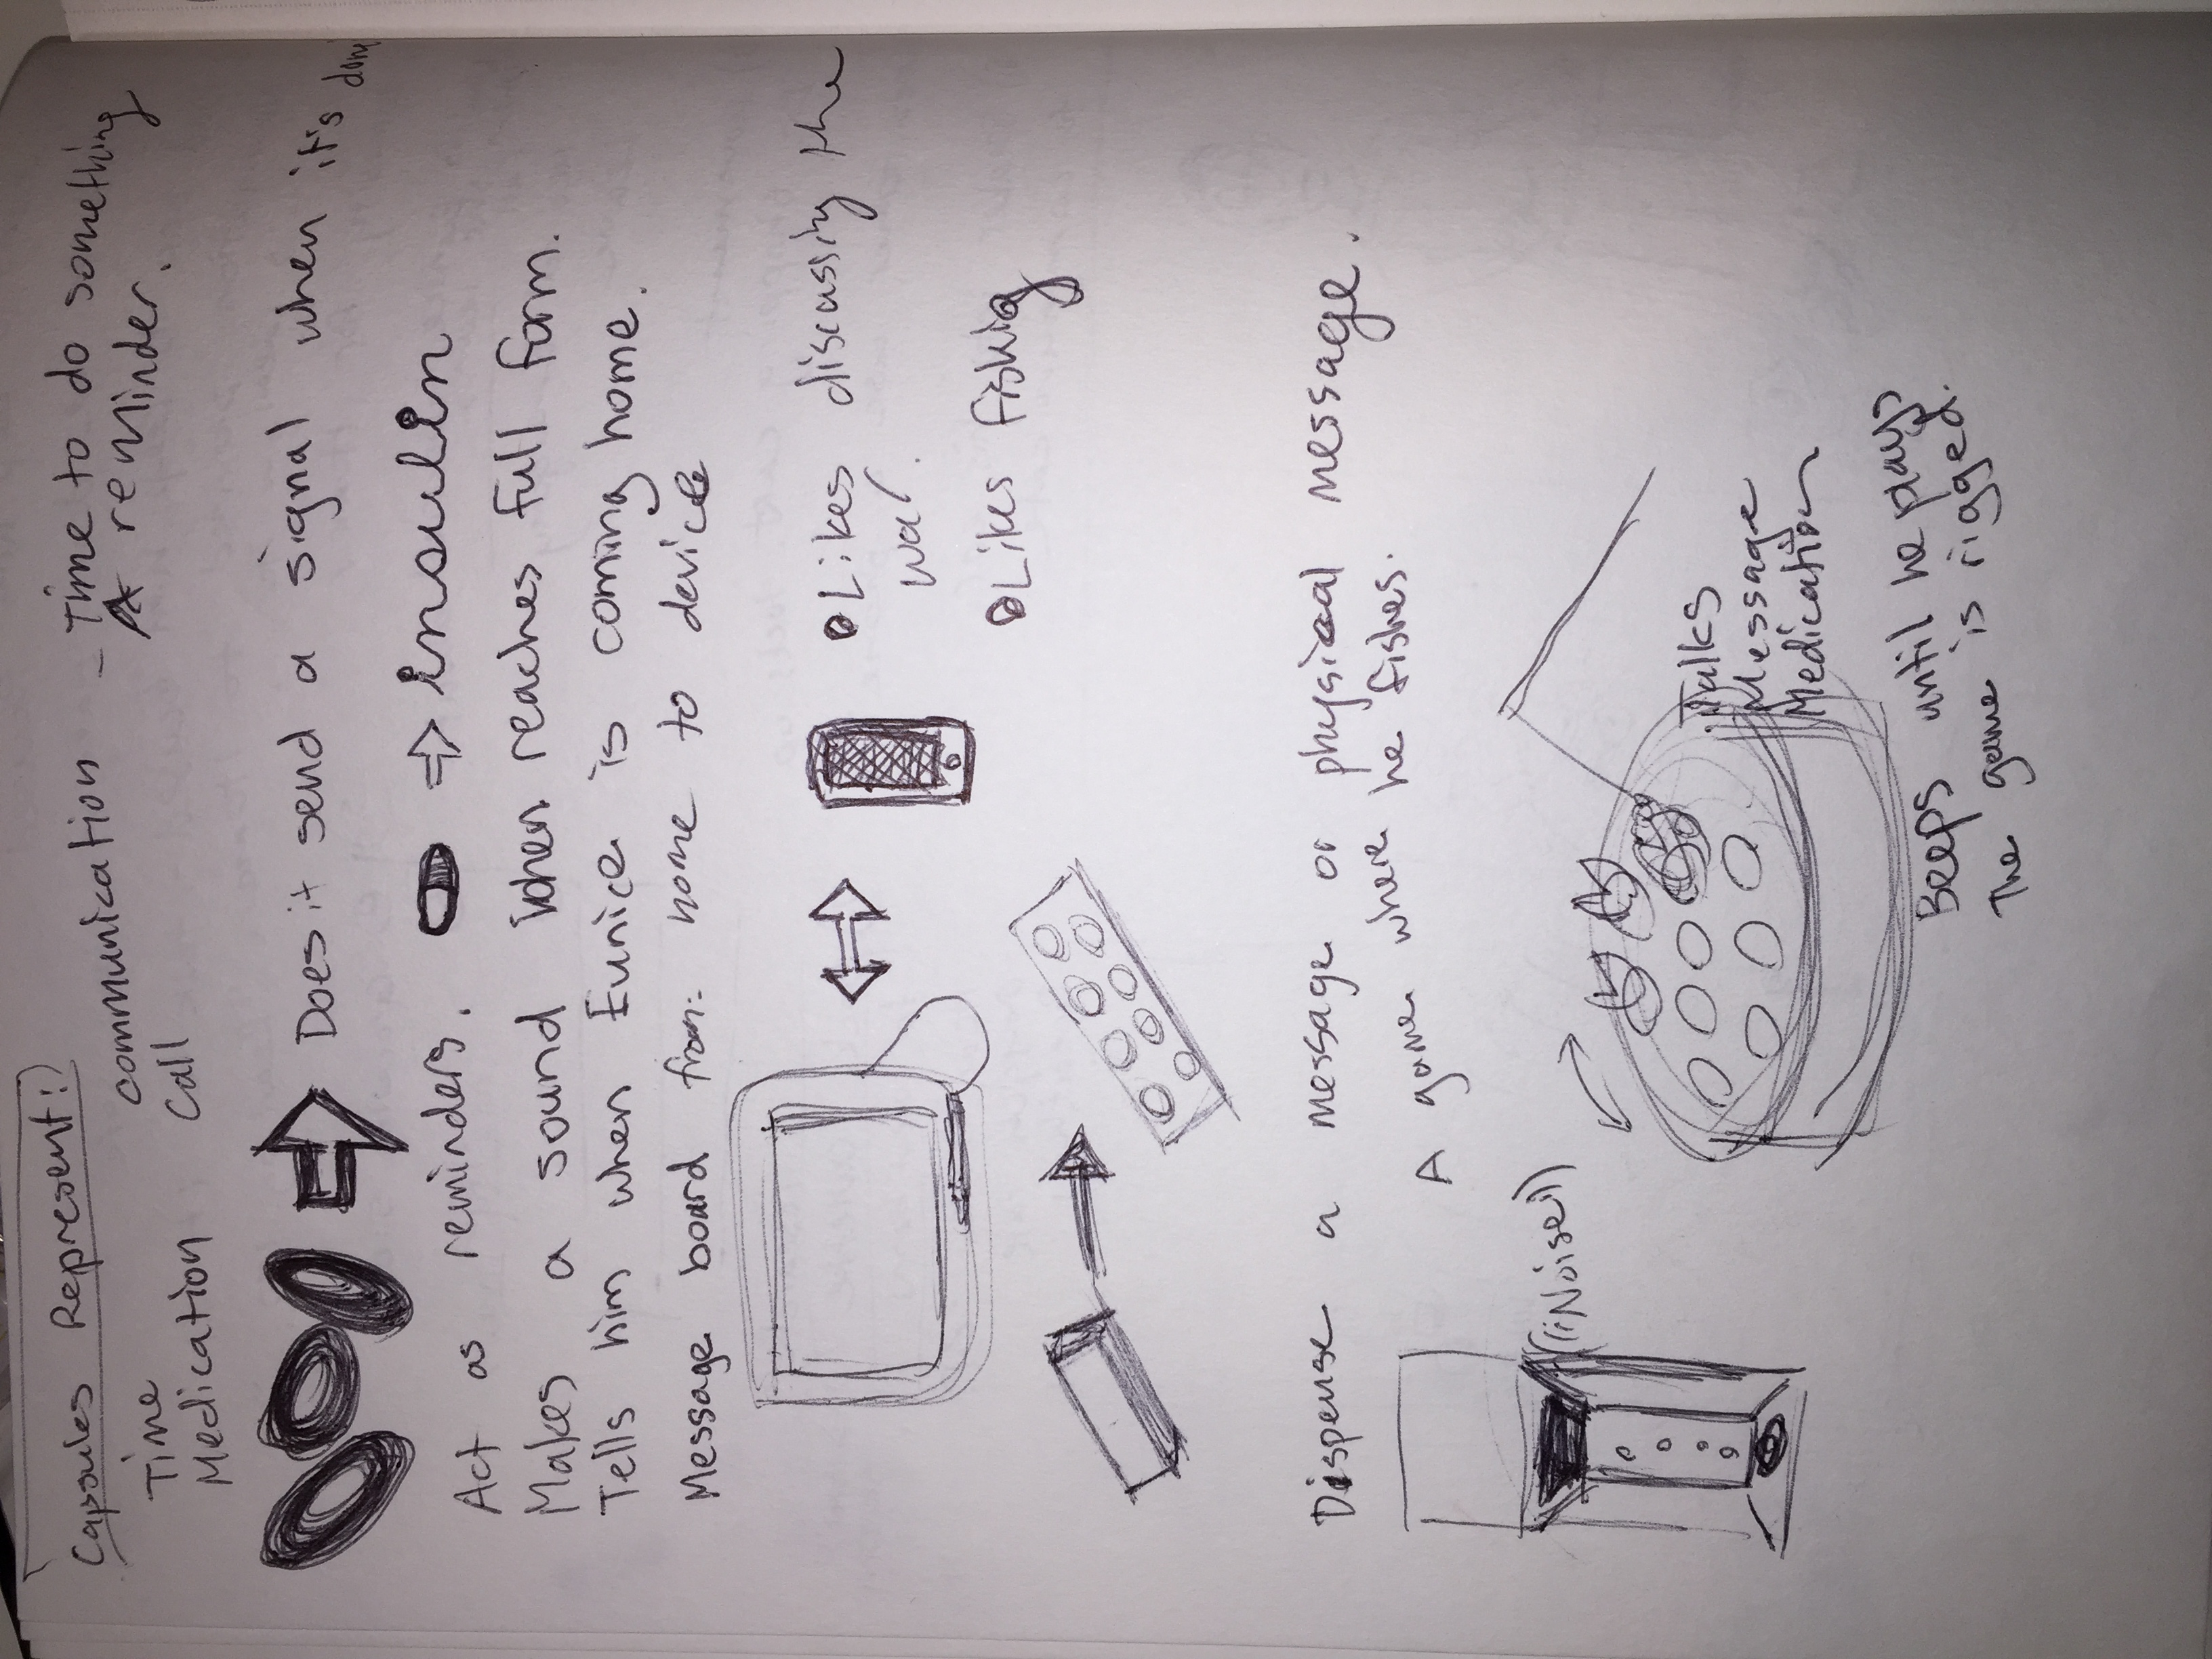 Capsules Represent:
Time
Medication
communication
Call
- Time to do something
A reminder.
Does it send a signal when it's done
Act as reminders.
insulin
Makes a sound when reaches full form.
Tells him when Eunice is coming home.
Message board from: home to device
Likes discussing the
war.
Likes fishig
Dispense a message or physical message.
A game where he fishes.
((Noise!))
Talks
Message
Medication
Beeps until he plays
The game is rigged.